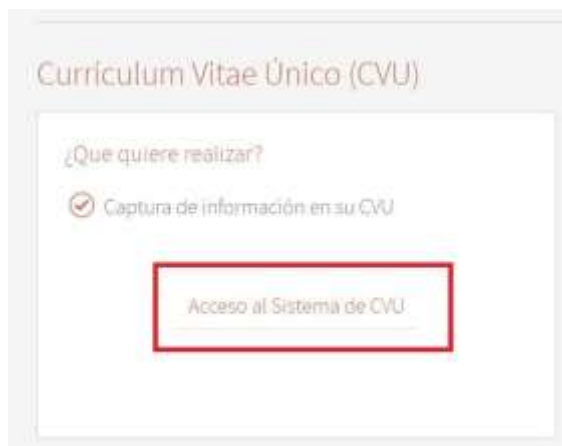 Currículum Vitae Único (CVU)
¿Que quiere realizar?
Captura de información en su CVU
Acceso al Sistema de CVU